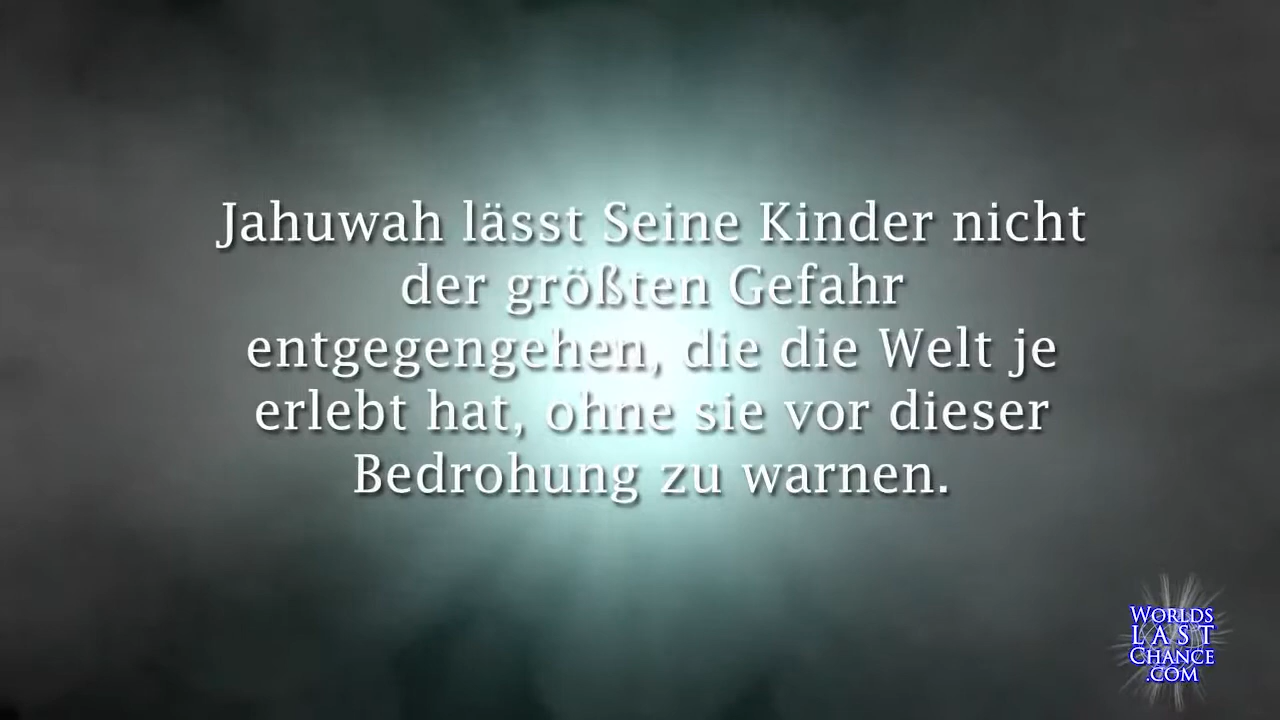 Jahuwah lässt Seine Kinder nicht
der größten Gefahr
entgegengehen, die die Welt je
erlebt hat, ohne sie vor dieser
Bedrohung zu warnen.
WORLDS
LAST
CHANCE
.COM